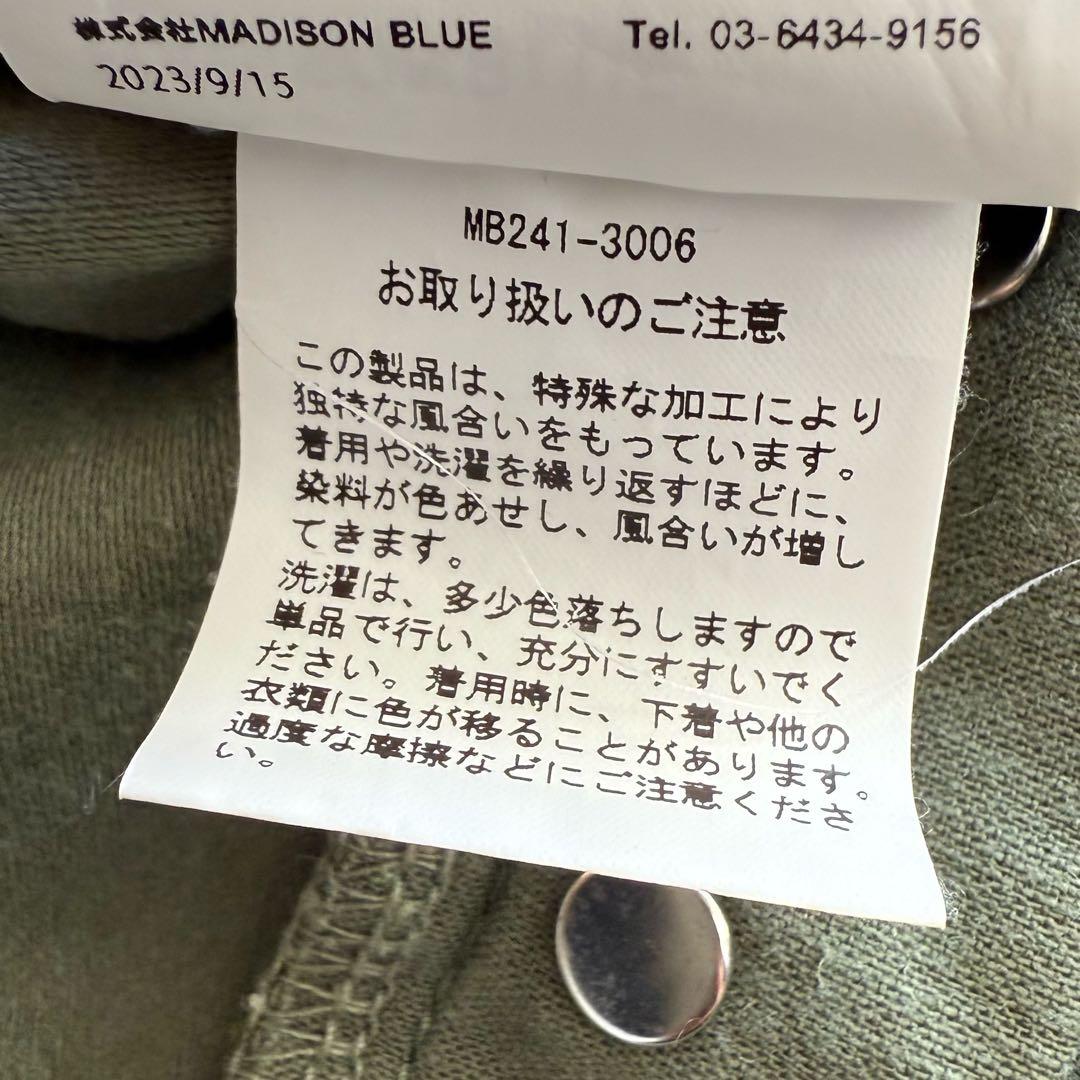 株式会社MADISON BLUE Tel. 03-6434-9156
2023/9/15
MB241-3006
お取り扱いのご注意
この製品は、特殊な加工により
独特な風合いをもっています。
着用や洗濯を繰り返すほどに、
染料が色あせし、風合いが増し
てきます。
洗濯は、多少色落ちしますので
単品で行い、充分にすすいでく
ださい。着用時に、下着や他の
衣類に色が移ることがあります。
過度な摩擦などにご注意くださ
い。